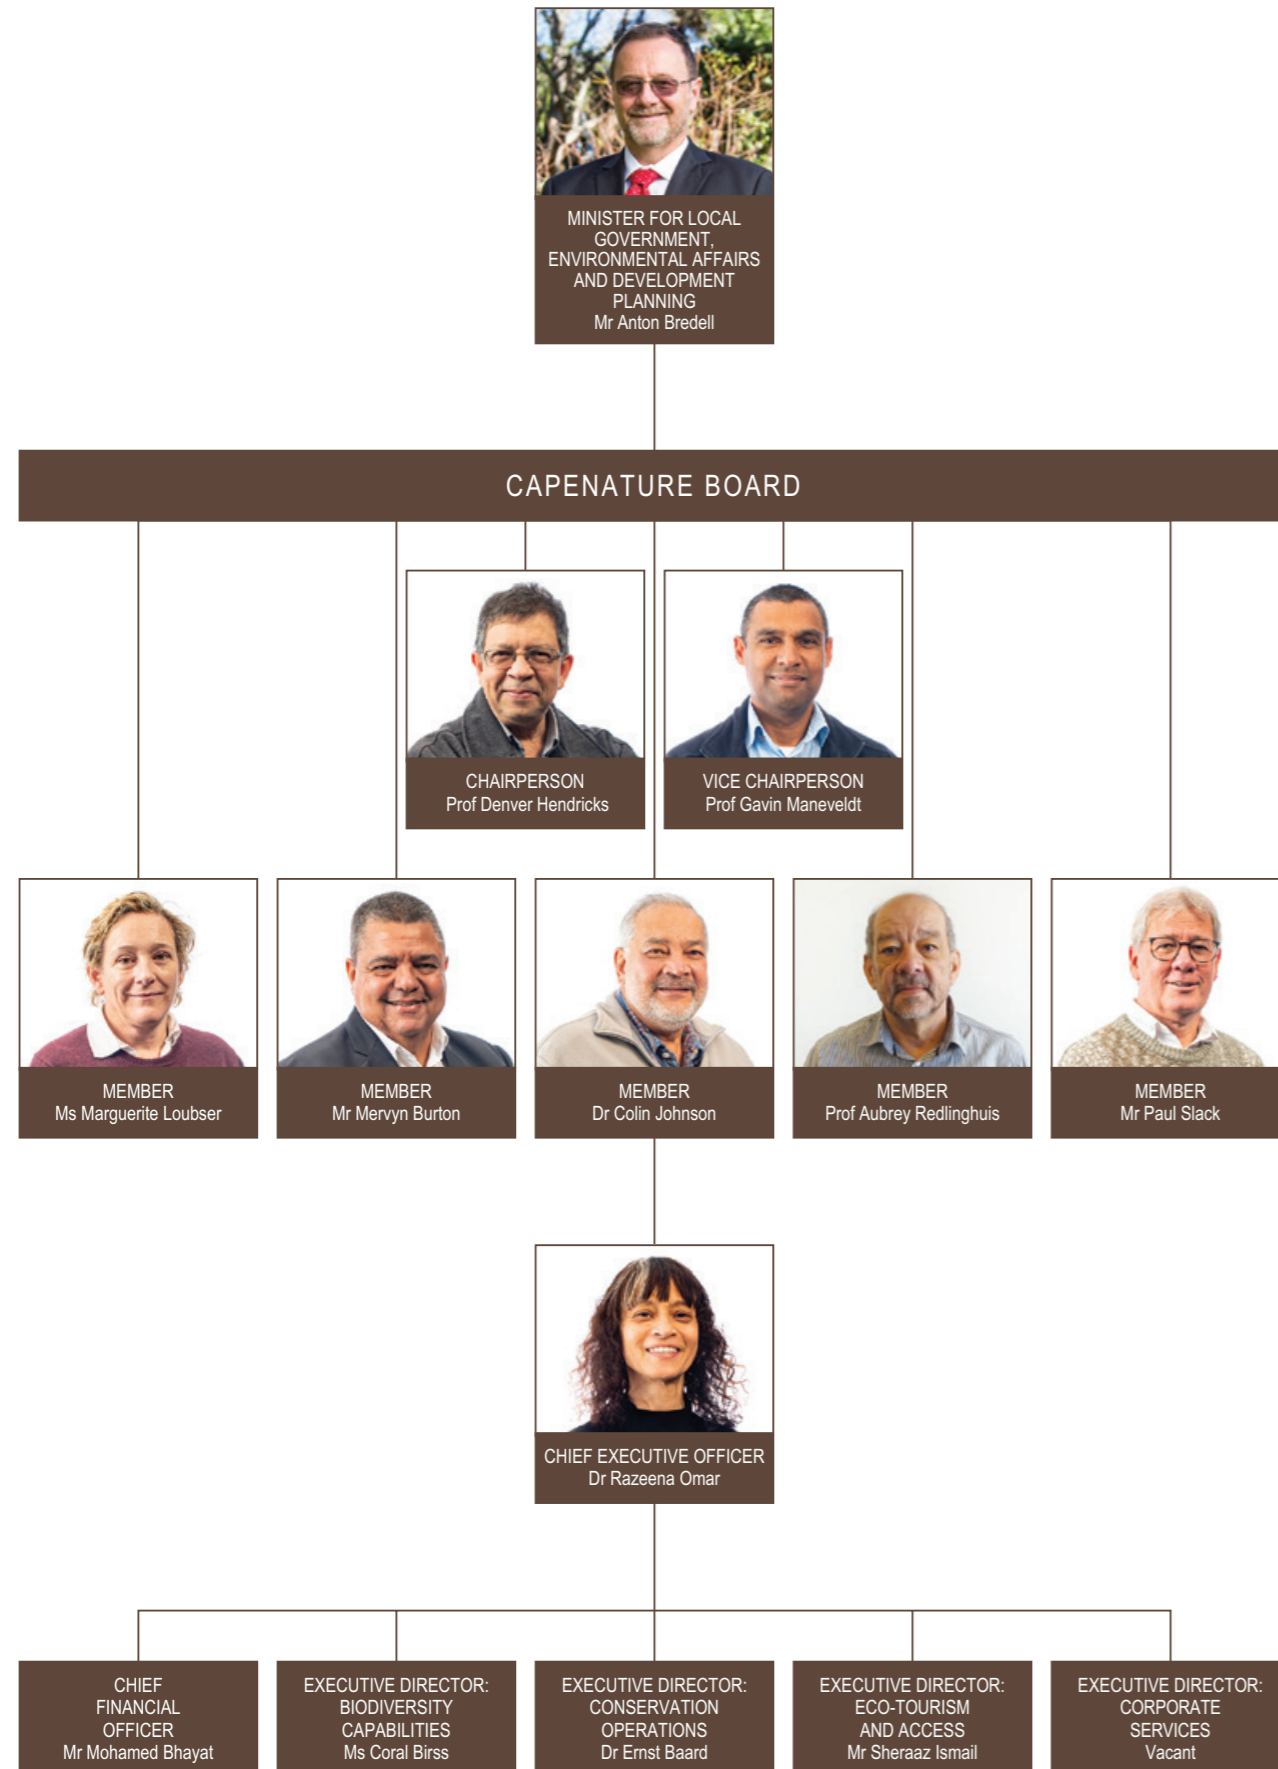 MINISTER FOR LOCAL
GOVERNMENT,
ENVIRONMENTAL AFFAIRS
AND DEVELOPMENT
PLANNING
Mr Anton Bredell
CAPENATURE BOARD
CHAIRPERSON
Prof Denver Hendricks
VICE CHAIRPERSON
Prof Gavin Maneveldt
MEMBER
Ms Marguerite Loubser
MEMBER
Mr Mervyn Burton
MEMBER
Dr Colin Johnson
MEMBER
Prof Aubrey Redlinghuis
MEMBER
Mr Paul Slack
CHIEF EXECUTIVE OFFICER
Dr Razeena Omar
CHIEF
FINANCIAL
OFFICER
Mr Mohamed Bhayat
EXECUTIVE DIRECTOR:
BIODIVERSITY
CAPABILITIES
Ms Coral Birss
EXECUTIVE DIRECTOR:
CONSERVATION
OPERATIONS
Dr Ernst Baard
EXECUTIVE DIRECTOR:
ECO-TOURISM
AND ACCESS
Mr Sheraaz Ismail
EXECUTIVE DIRECTOR:
CORPORATE
SERVICES
Vacant